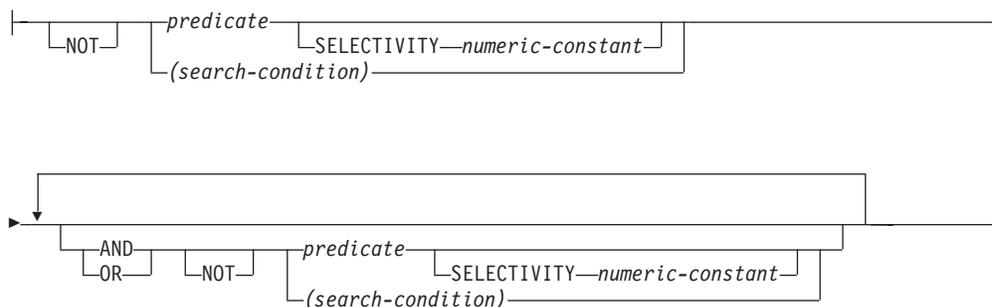 predicate
NOT SELECTIVITY numeric-constant
(search-condition)
AND predicate
OR NOT SELECTIVITY numeric-constant
(search-condition)